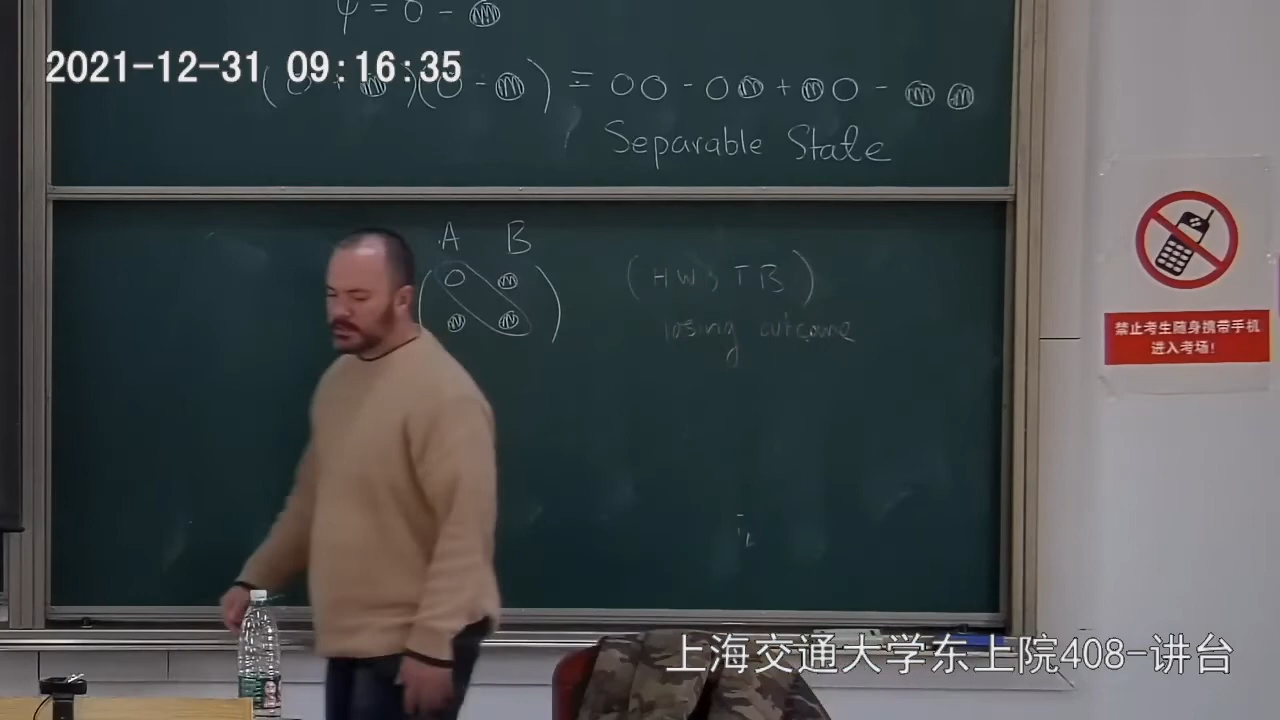 ψ = 0 -
2021-12-31 09:16:35
( 0 + )( 0 - ) = 00 - 0 + 0 -
Separable State
A B
(HW3 TB)
losing outcome
禁止考生随身携带手机
进入考场!
上海交通大学东上院408-讲台